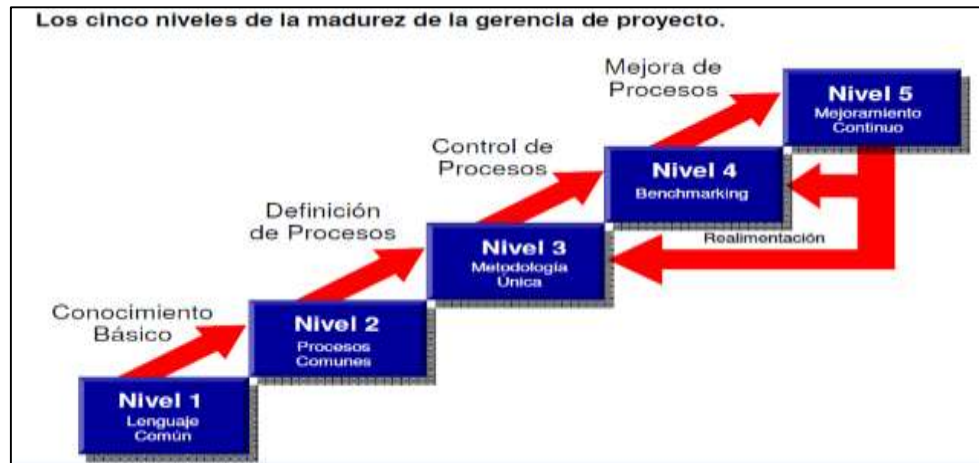 Los cinco niveles de la madurez de la gerencia de proyecto.
Mejora de
Procesos
Nivel 5
Mejoramiento
Continuo
Control de
Procesos
Nivel 4
Benchmarking
Definición
de Procesos
Realimentación
Nivel 3
Metodología
Única
Conocimiento
Básico
Nivel 2
Procesos
Comunes
Nivel 1
Lenguaje
Común